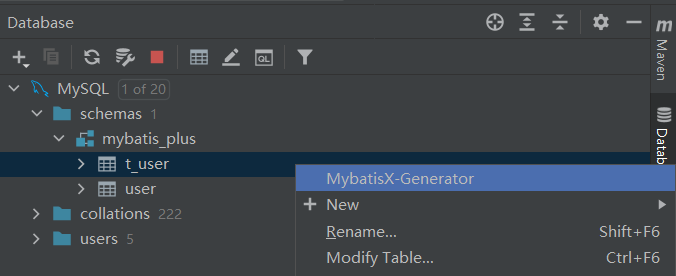 Database
QL
MySQL 1 of 20
schemas 1
mybatis_plus
t_user
user
collations 222
users 5
MybatisX-Generator
New
Rename... Shift+F6
Modify Table... Ctrl+F6
m
Maven
Datab